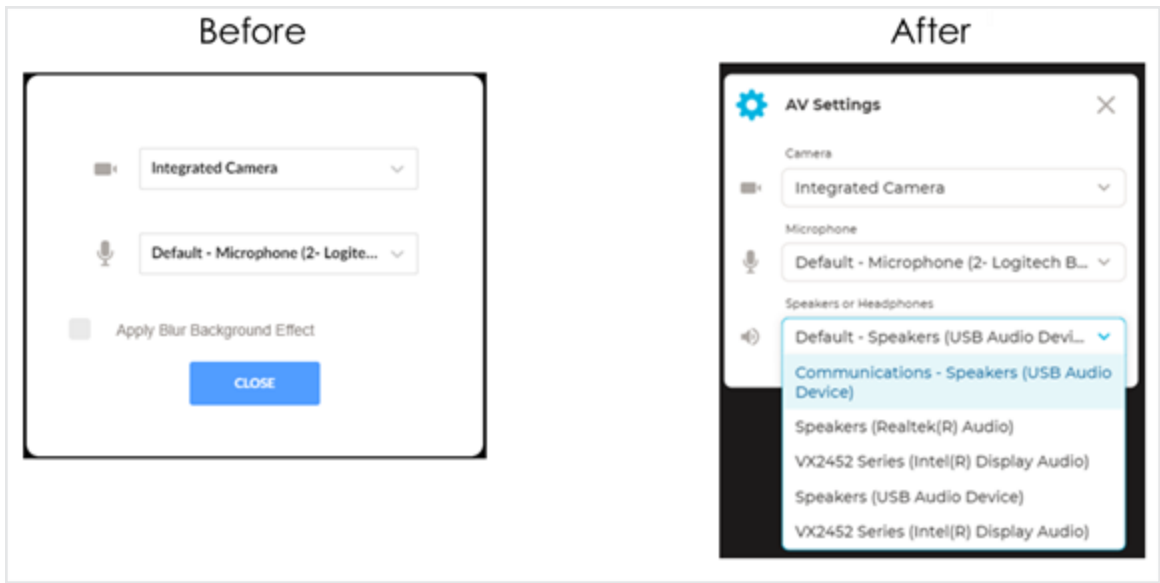 Before
Integrated Camera
Default - Microphone (2- Logite...
Apply Blur Background Effect
CLOSE
After
AV Settings
Camera
Integrated Camera
Microphone
Default - Microphone (2- Logitech B...
Speakers or Headphones
Default - Speakers (USB Audio Devi...
Communications - Speakers (USB Audio
Device)
Speakers (Realtek(R) Audio)
VX2452 Series (Intel(R) Display Audio)
Speakers (USB Audio Device)
VX2452 Series (Intel(R) Display Audio)